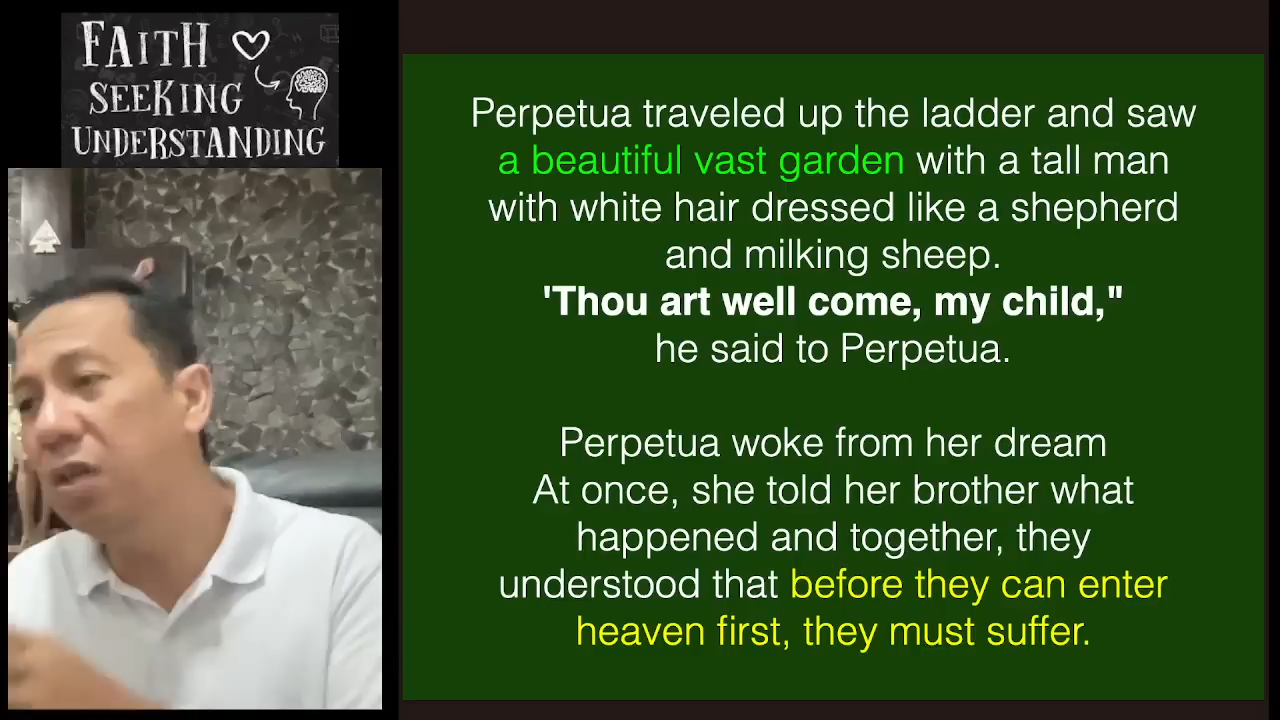 FAITH
SEEKING
UNDERSTANDING
Perpetua traveled up the ladder and saw
a beautiful vast garden with a tall man
with white hair dressed like a shepherd
and milking sheep.
'Thou art well come, my child,"
he said to Perpetua.
Perpetua woke from her dream
At once, she told her brother what
happened and together, they
understood that before they can enter
heaven first, they must suffer.